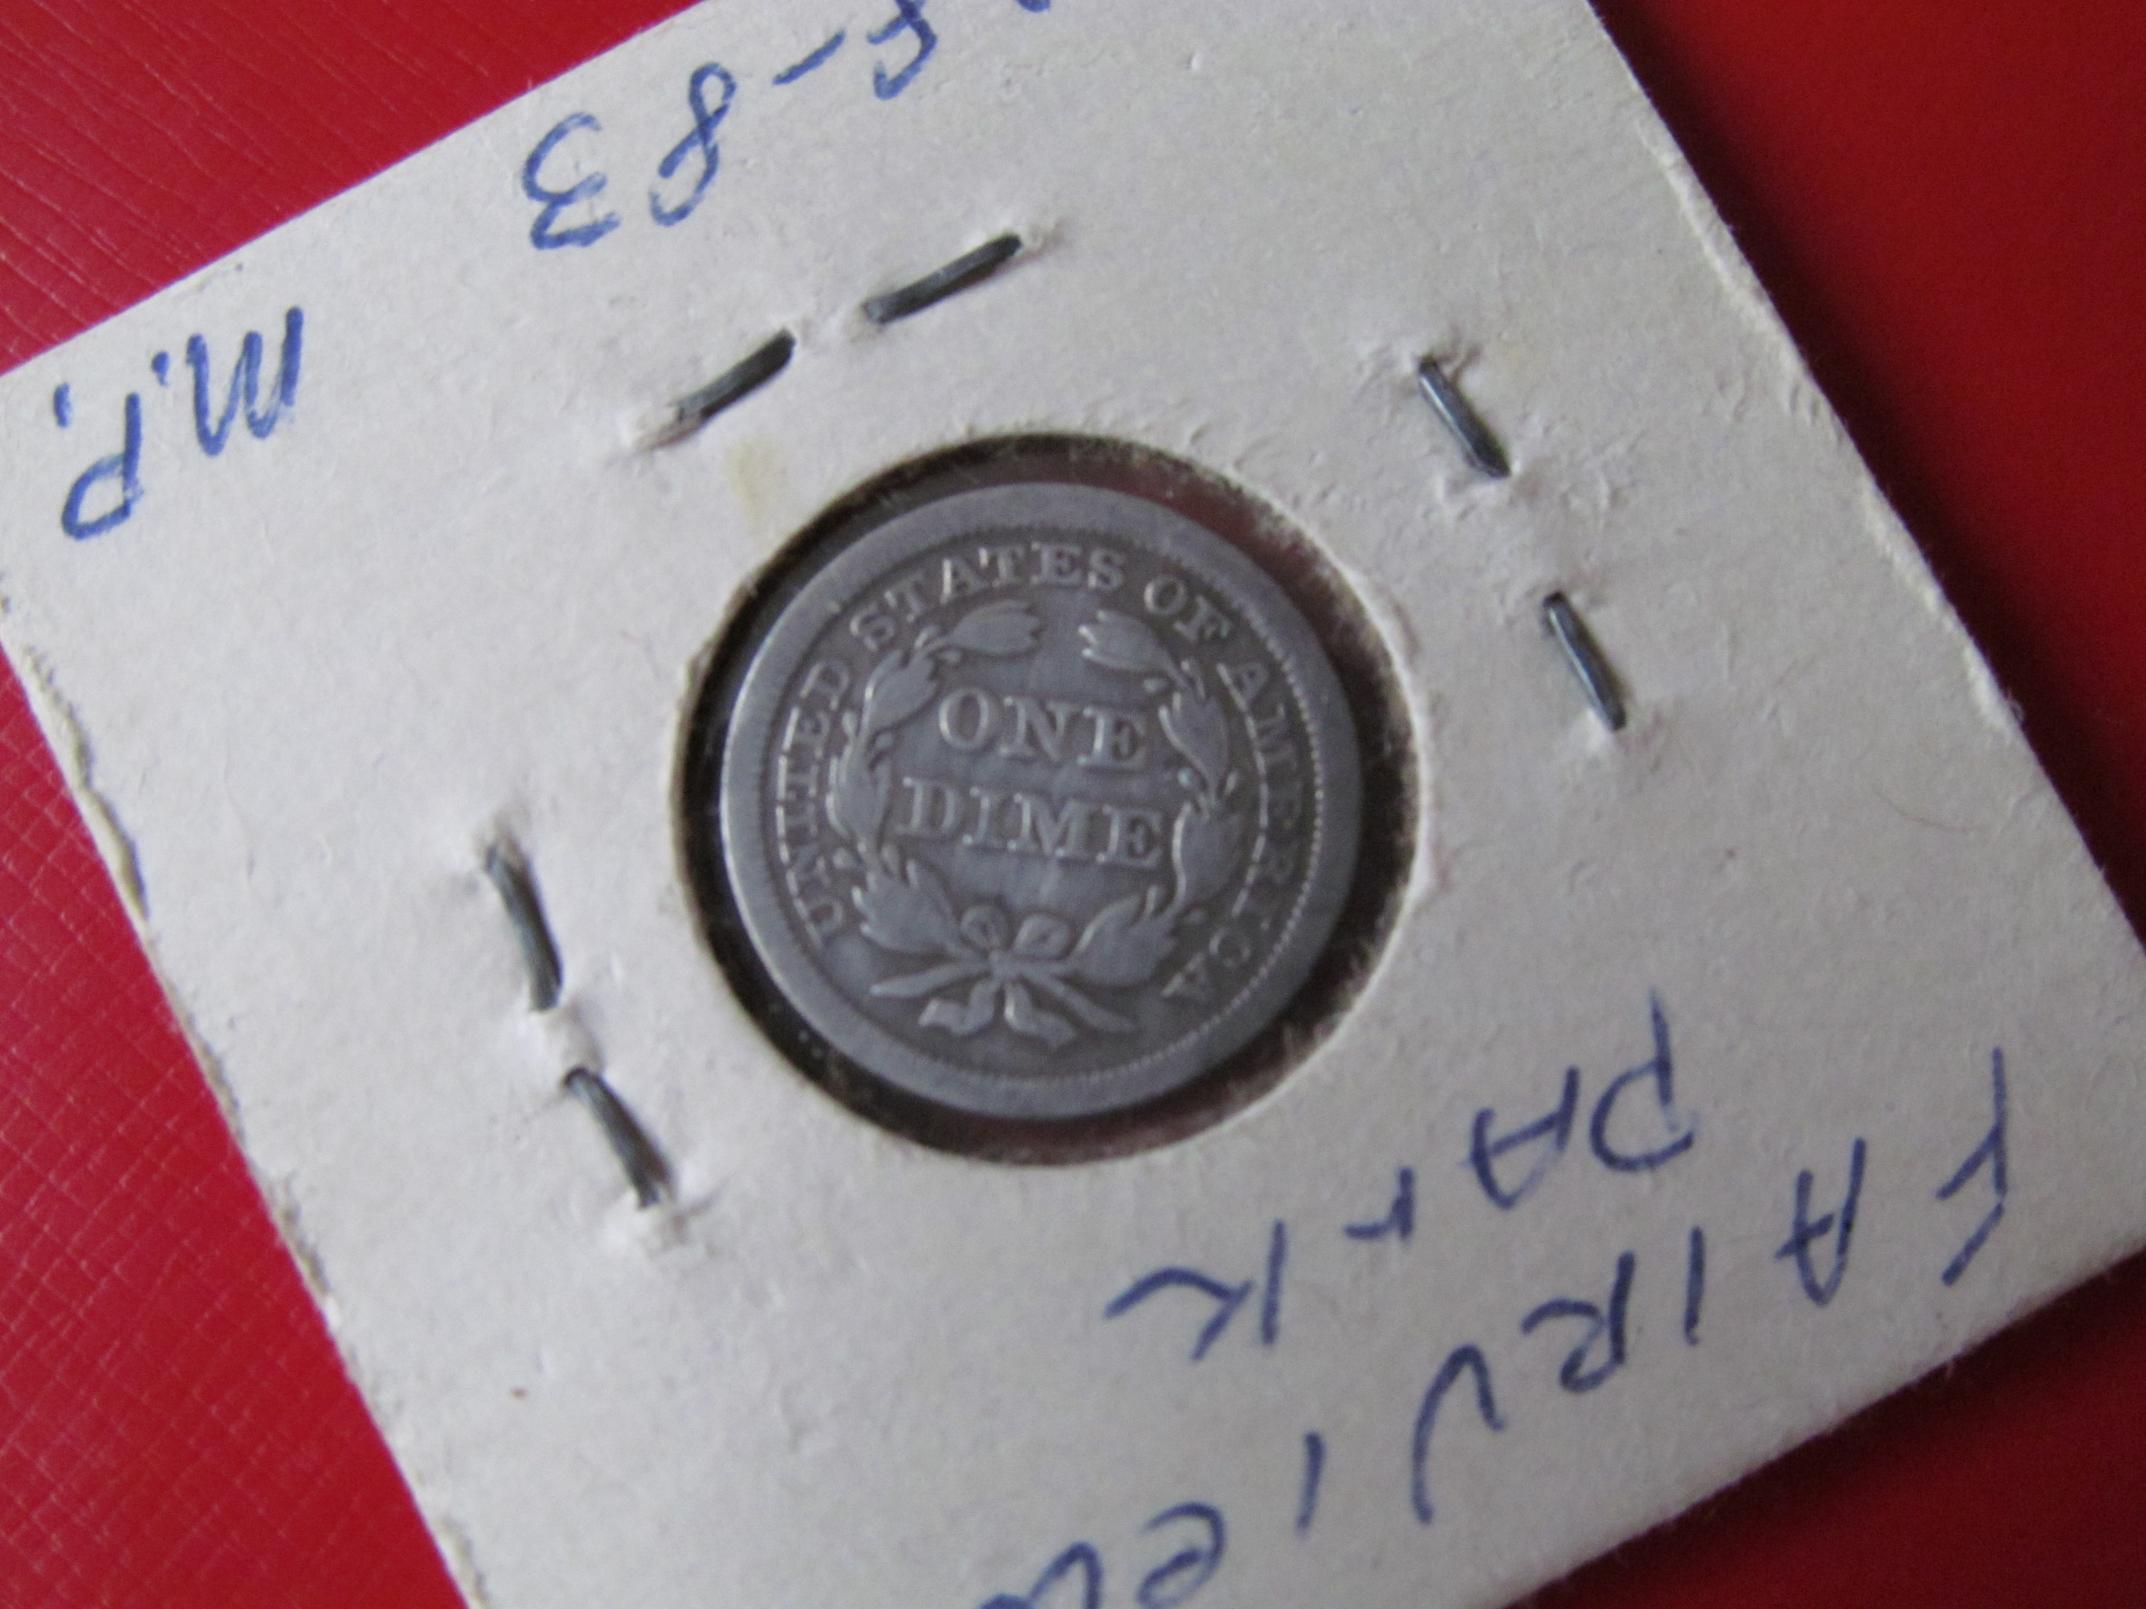 UNITED STATES OF AMERICA
ONE
DIME
FAIRVIEW
PARK
M.P.
-83